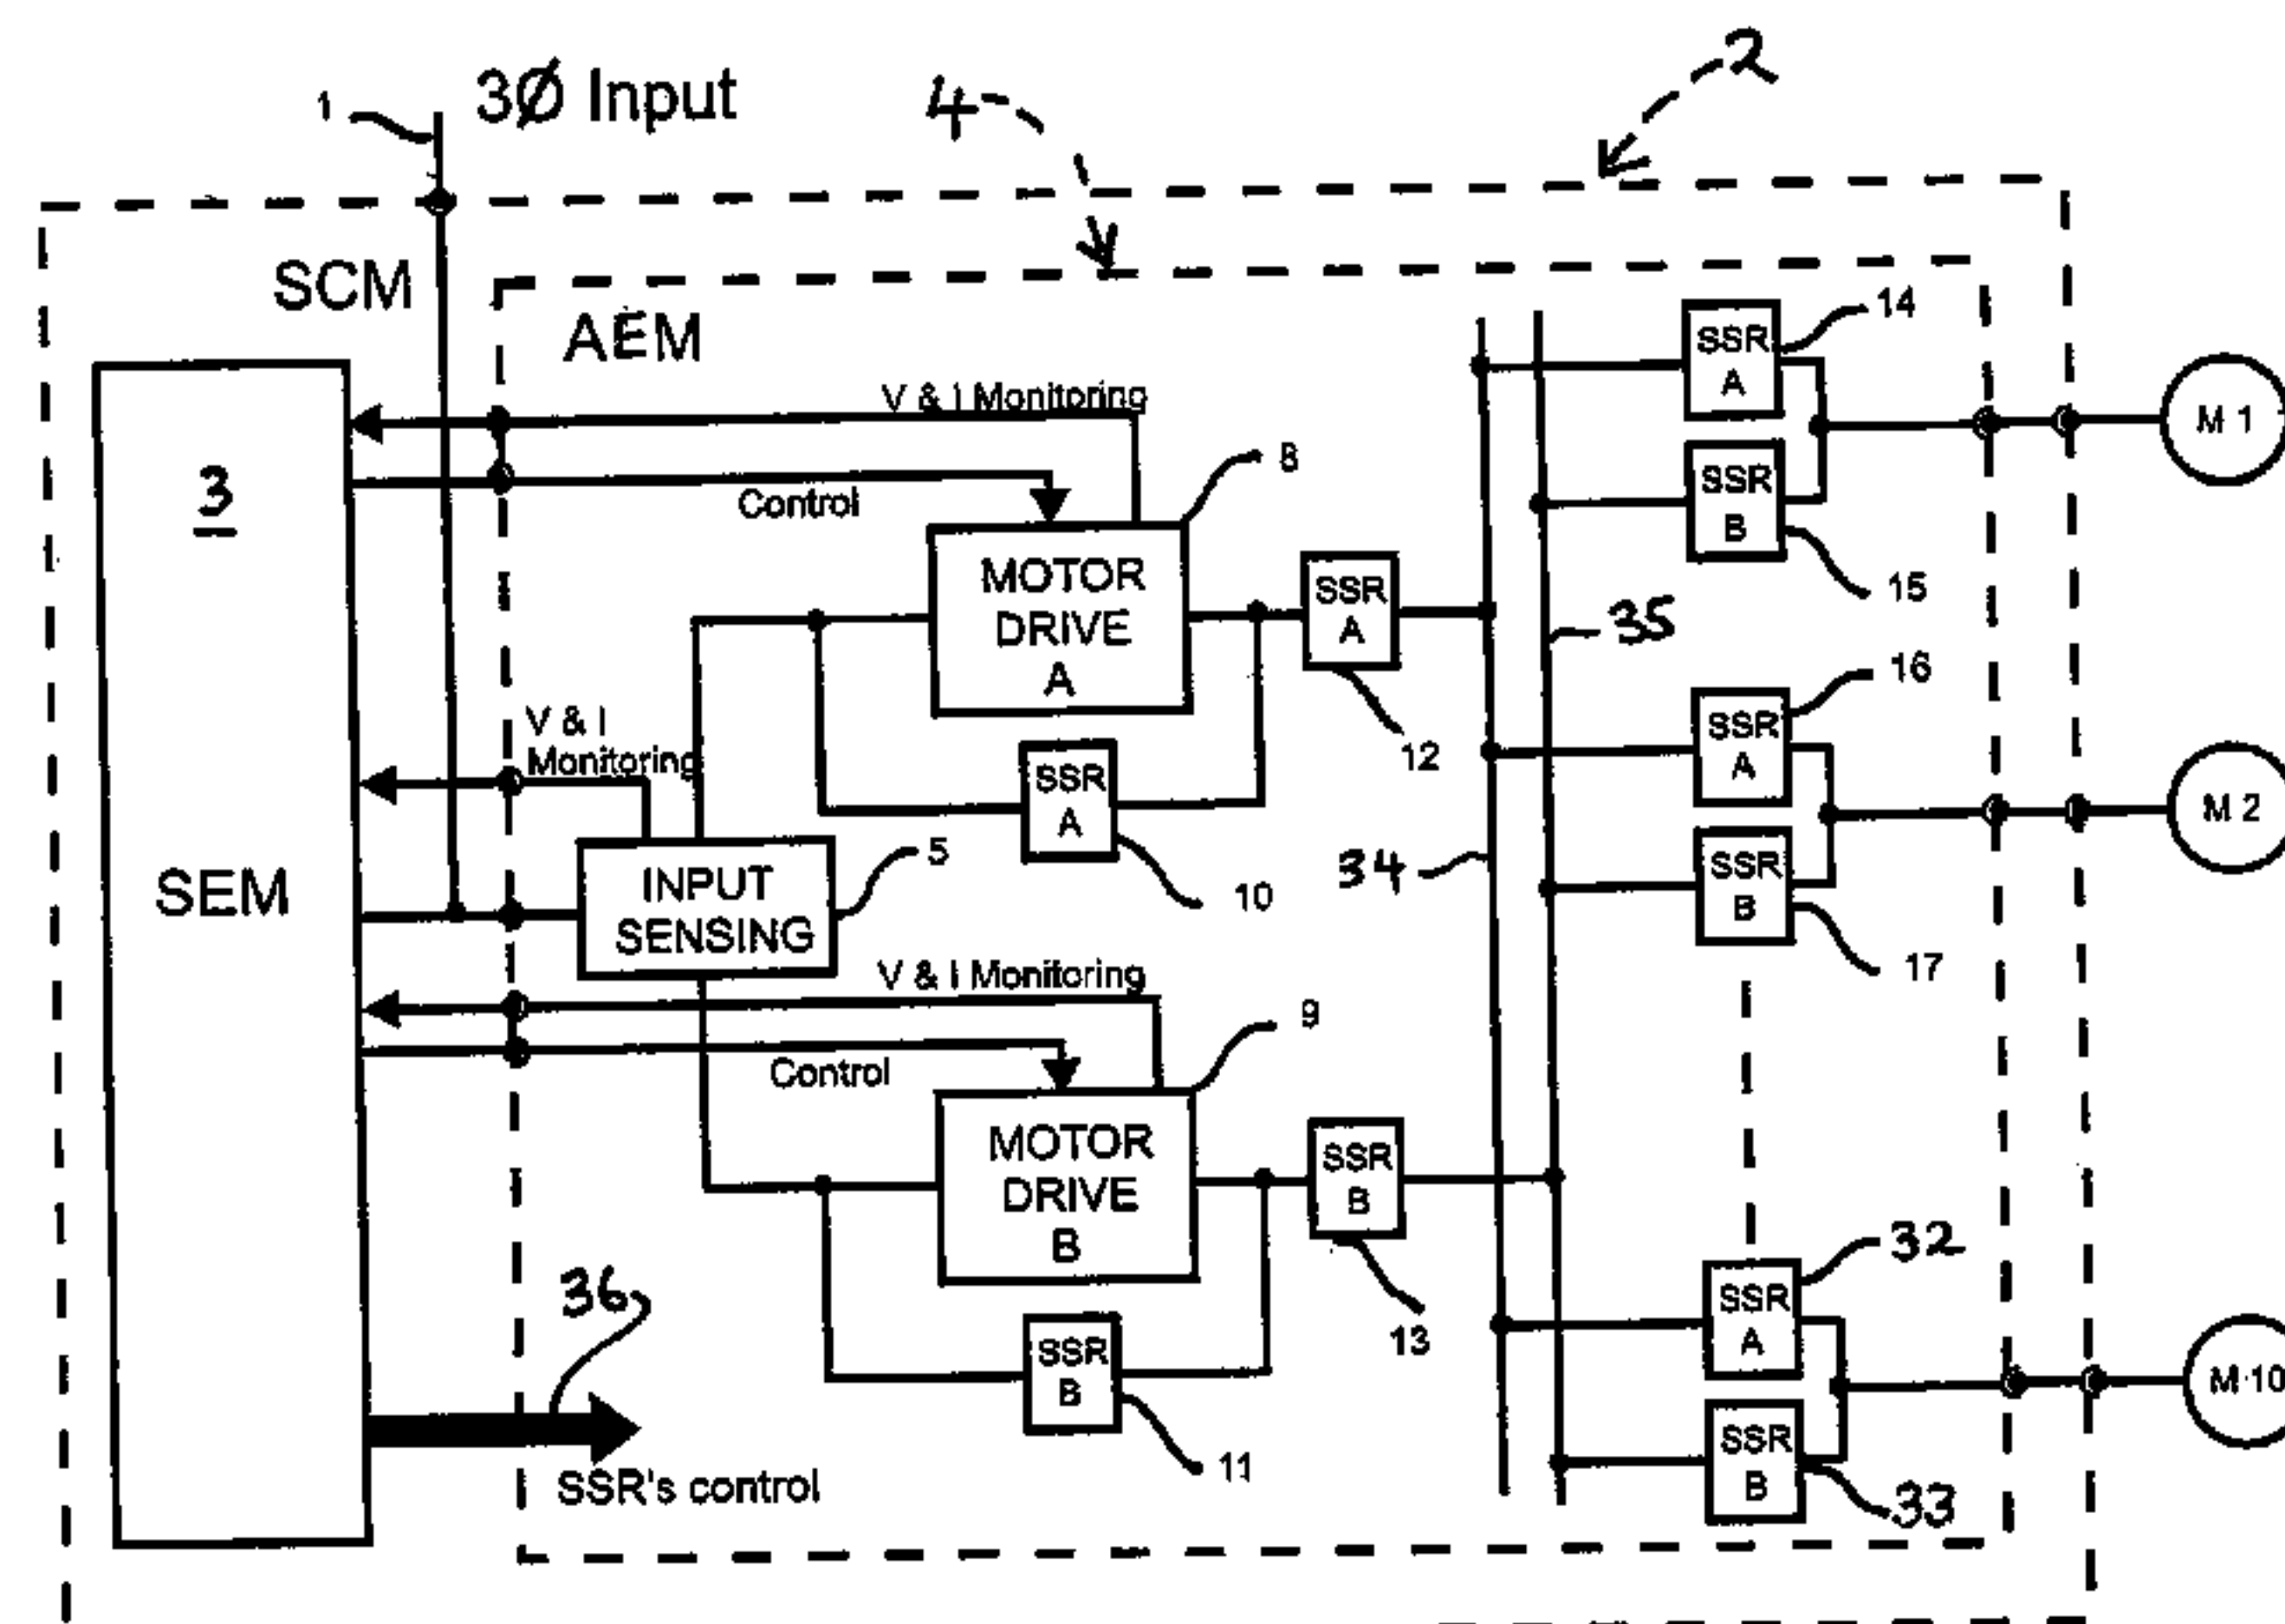 2
3Ø Input
4
1
SCM
AEM
14
SSR
A
V & I Monitoring
M 1
SSR
B
8
Control
3
15
MOTOR
DRIVE
A
SSR
A
35
16
SSR
A
V & I
Monitoring
12
SSR
A
M 2
5
34
SSR
B
INPUT
SENSING
SEM
10
17
V & I Monitoring
9
Control
MOTOR
DRIVE
B
SSR
B
32
SSR
A
36
13
SSR
B
M 10
SSR
B
11
33
SSR's control